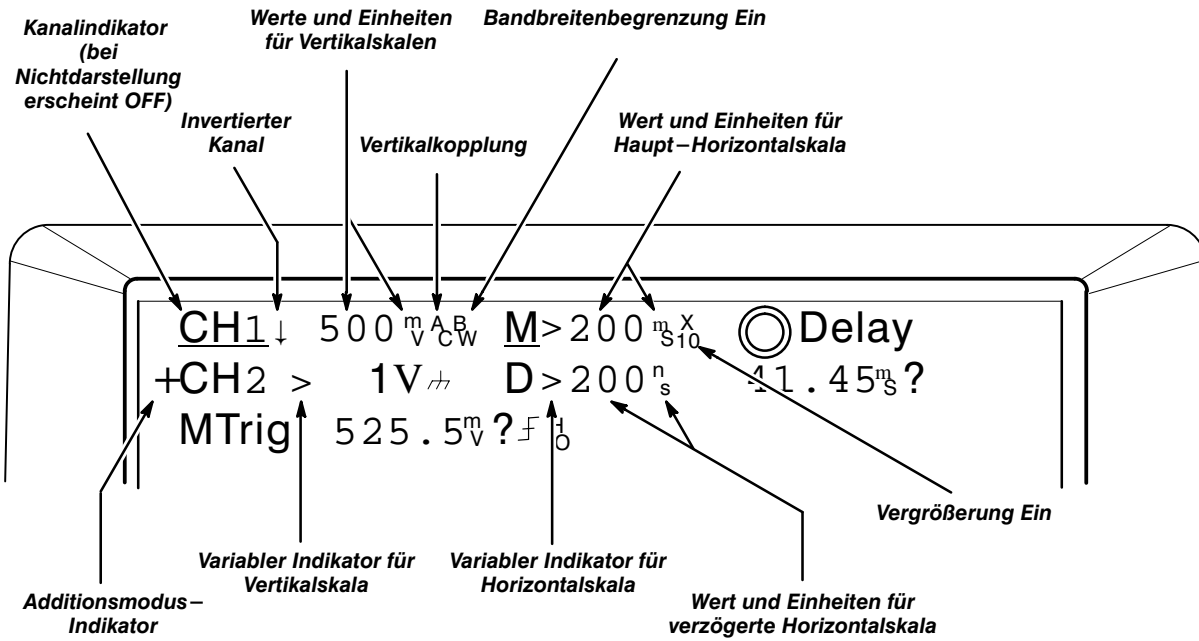 Kanalindikator
(bei
Nichtdarstellung
erscheint OFF)
Werte und Einheiten
für Vertikalskalen
Bandbreitenbegrenzung Ein
Invertierter
Kanal
Vertikalkopplung
Wert und Einheiten für
Haupt–Horizontalskala
CH1↓ 500 mV AC BW M>200 mS X10 Delay
+CH2 > 1V D>200 ns 41.45 mS ?
MTrig 525.5 mV ?
Vergrößerung Ein
Variabler Indikator für
Vertikalskala
Variabler Indikator für
Horizontalskala
Additionsmodus–
Indikator
Wert und Einheiten für
verzögerte Horizontalskala